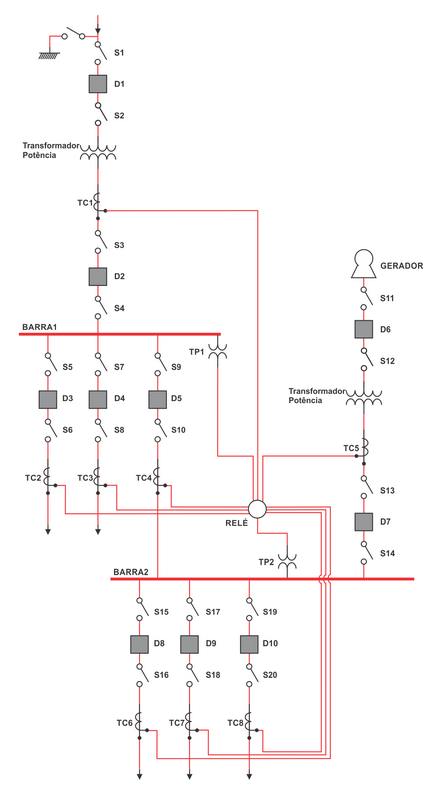 S1
D1
S2
Transformador
Potência
TC1
S3
D2
S4
GERADOR
S11
D6
S12
Transformador
Potência
TC5
S13
D7
S14
BARRA1
TP1
S5
S7
S9
D3
D4
D5
S6
S8
S10
TC2
TC3
TC4
RELÉ
TP2
BARRA2
S15
S17
S19
D8
D9
D10
S16
S18
S20
TC6
TC7
TC8